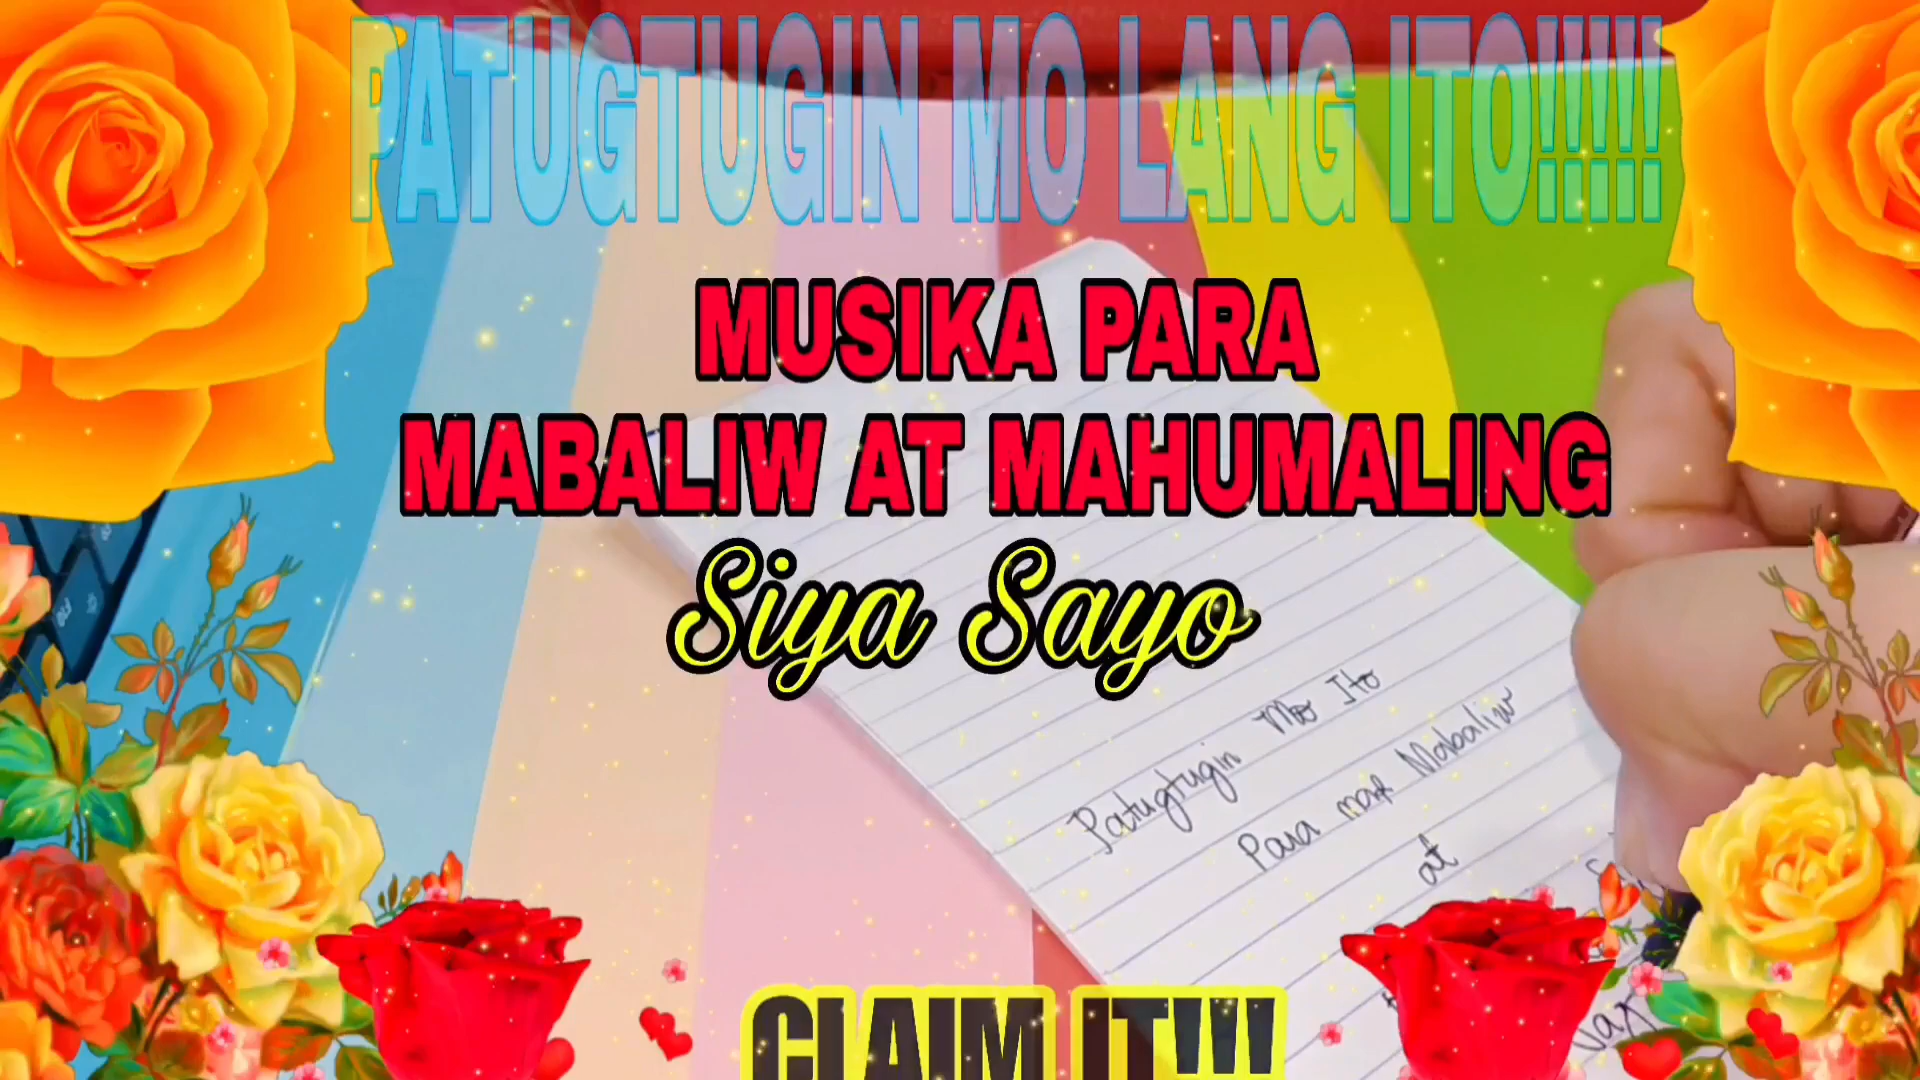 PATUGTUGIN MO LANG ITO!!!!!
MUSIKA PARA
MABALIW AT MAHUMALING
Siya Sayo
Patugtugin Mo Ito
Para Mabaliw
at
CLAIM IT!!!